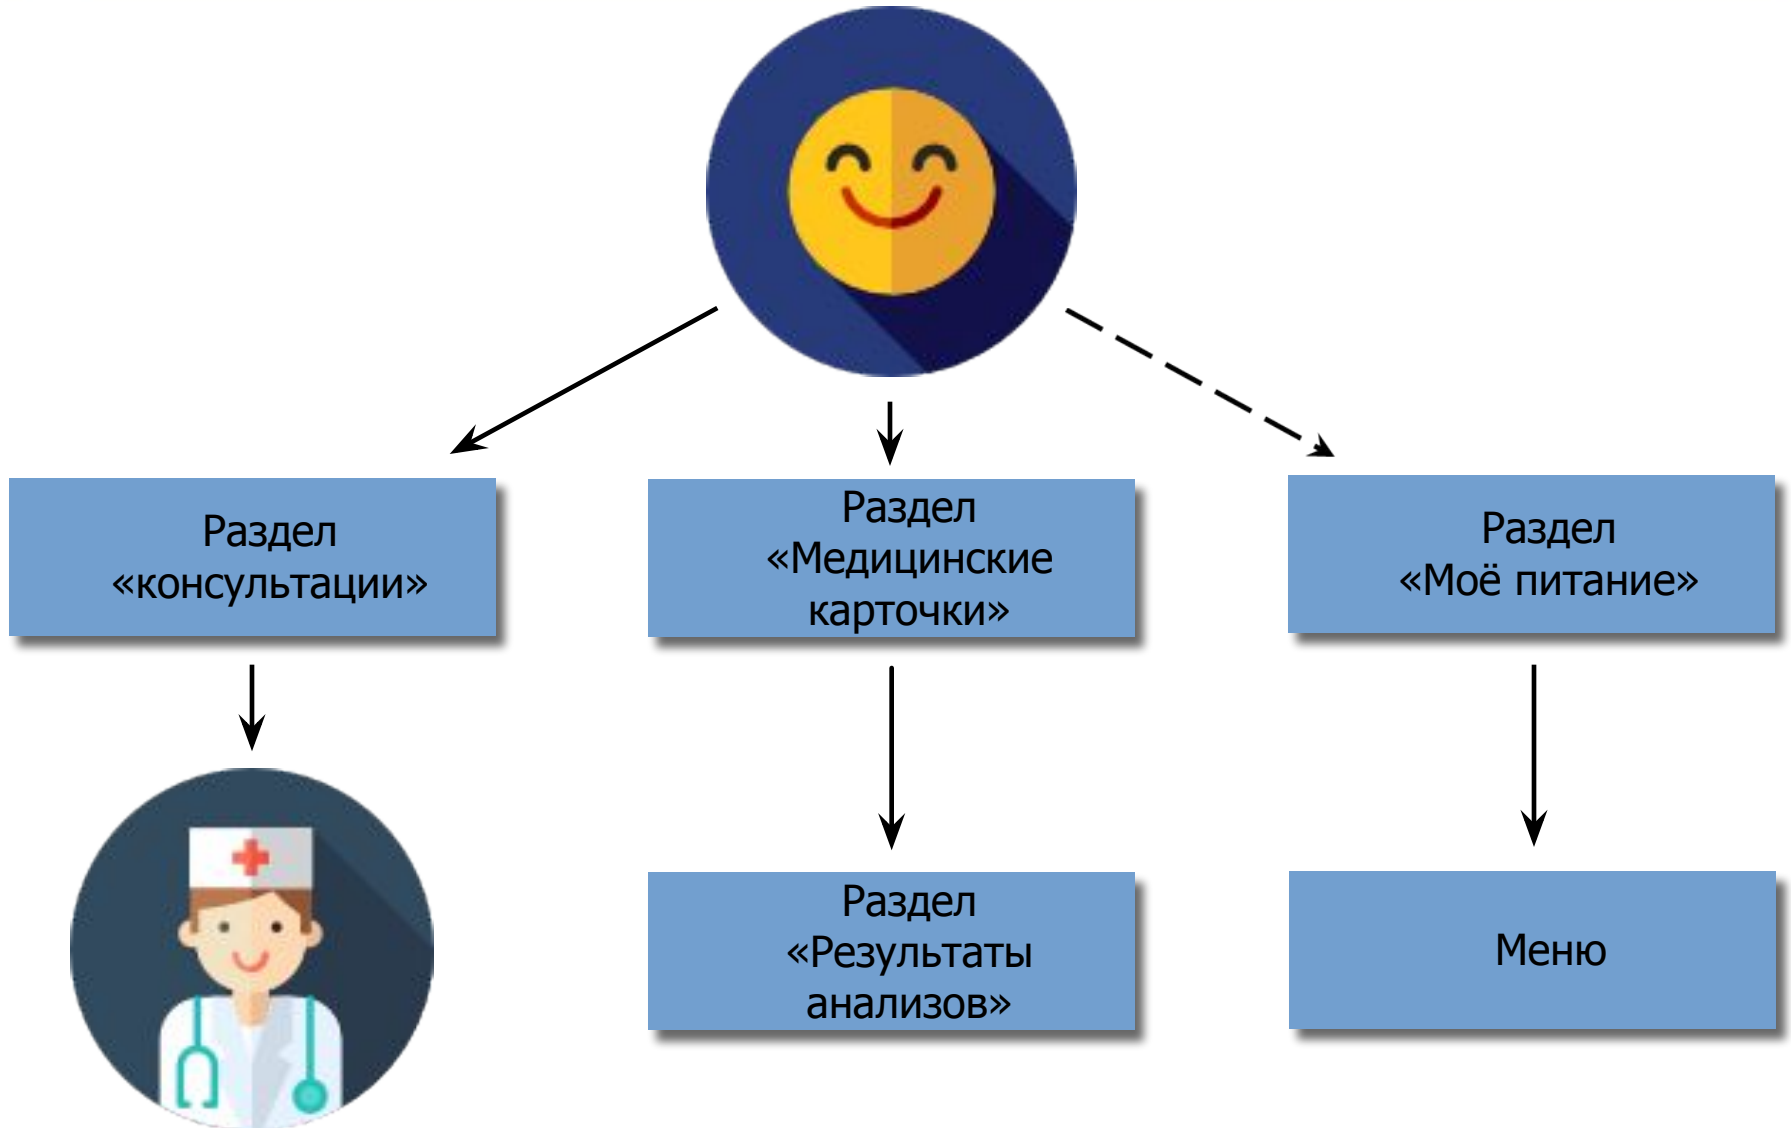 Раздел
«консультации»
Раздел
«Медицинские
карточки»
Раздел
«Моё питание»
Раздел
«Результаты
анализов»
Меню